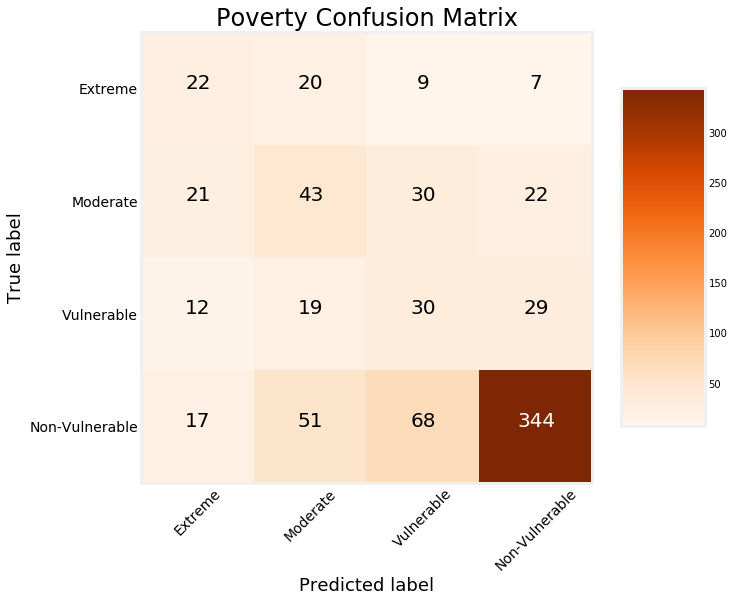 Poverty Confusion Matrix
True label
Extreme 22 20 9 7
Moderate 21 43 30 22
Vulnerable 12 19 30 29
Non-Vulnerable 17 51 68 344
Extreme Moderate Vulnerable Non-Vulnerable
Predicted label
300
250
200
150
100
50